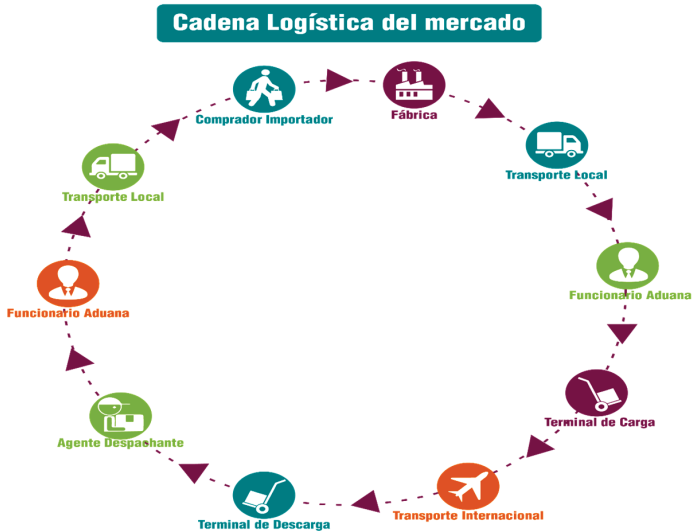 Cadena Logística del mercado
Comprador Importador
Fábrica
Transporte Local
Transporte Local
Funcionario Aduana
Funcionario Aduana
Terminal de Carga
Agente Despachante
Transporte Internacional
Terminal de Descarga